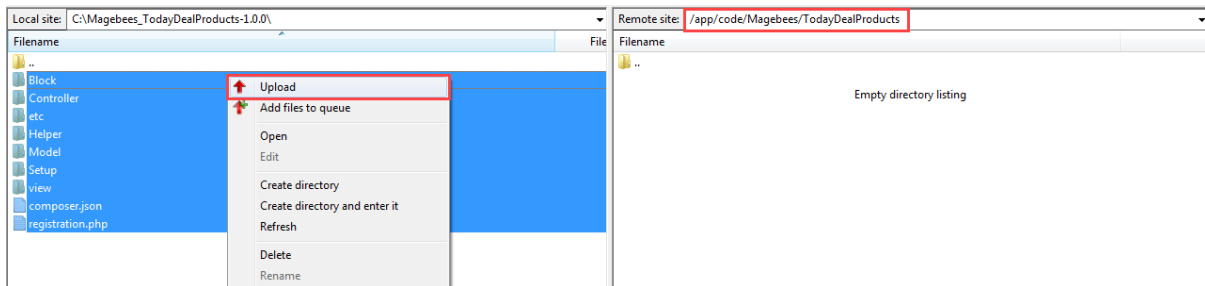 Local site: C:\Magebees_TodayDealProducts-1.0.0\
Filename File
..
Block
Controller
etc
Helper
Model
Setup
view
composer.json
registration.php
Upload
Add files to queue
Open
Edit
Create directory
Create directory and enter it
Refresh
Delete
Rename
Remote site: /app/code/Magebees/TodayDealProducts
Filename
..
Empty directory listing